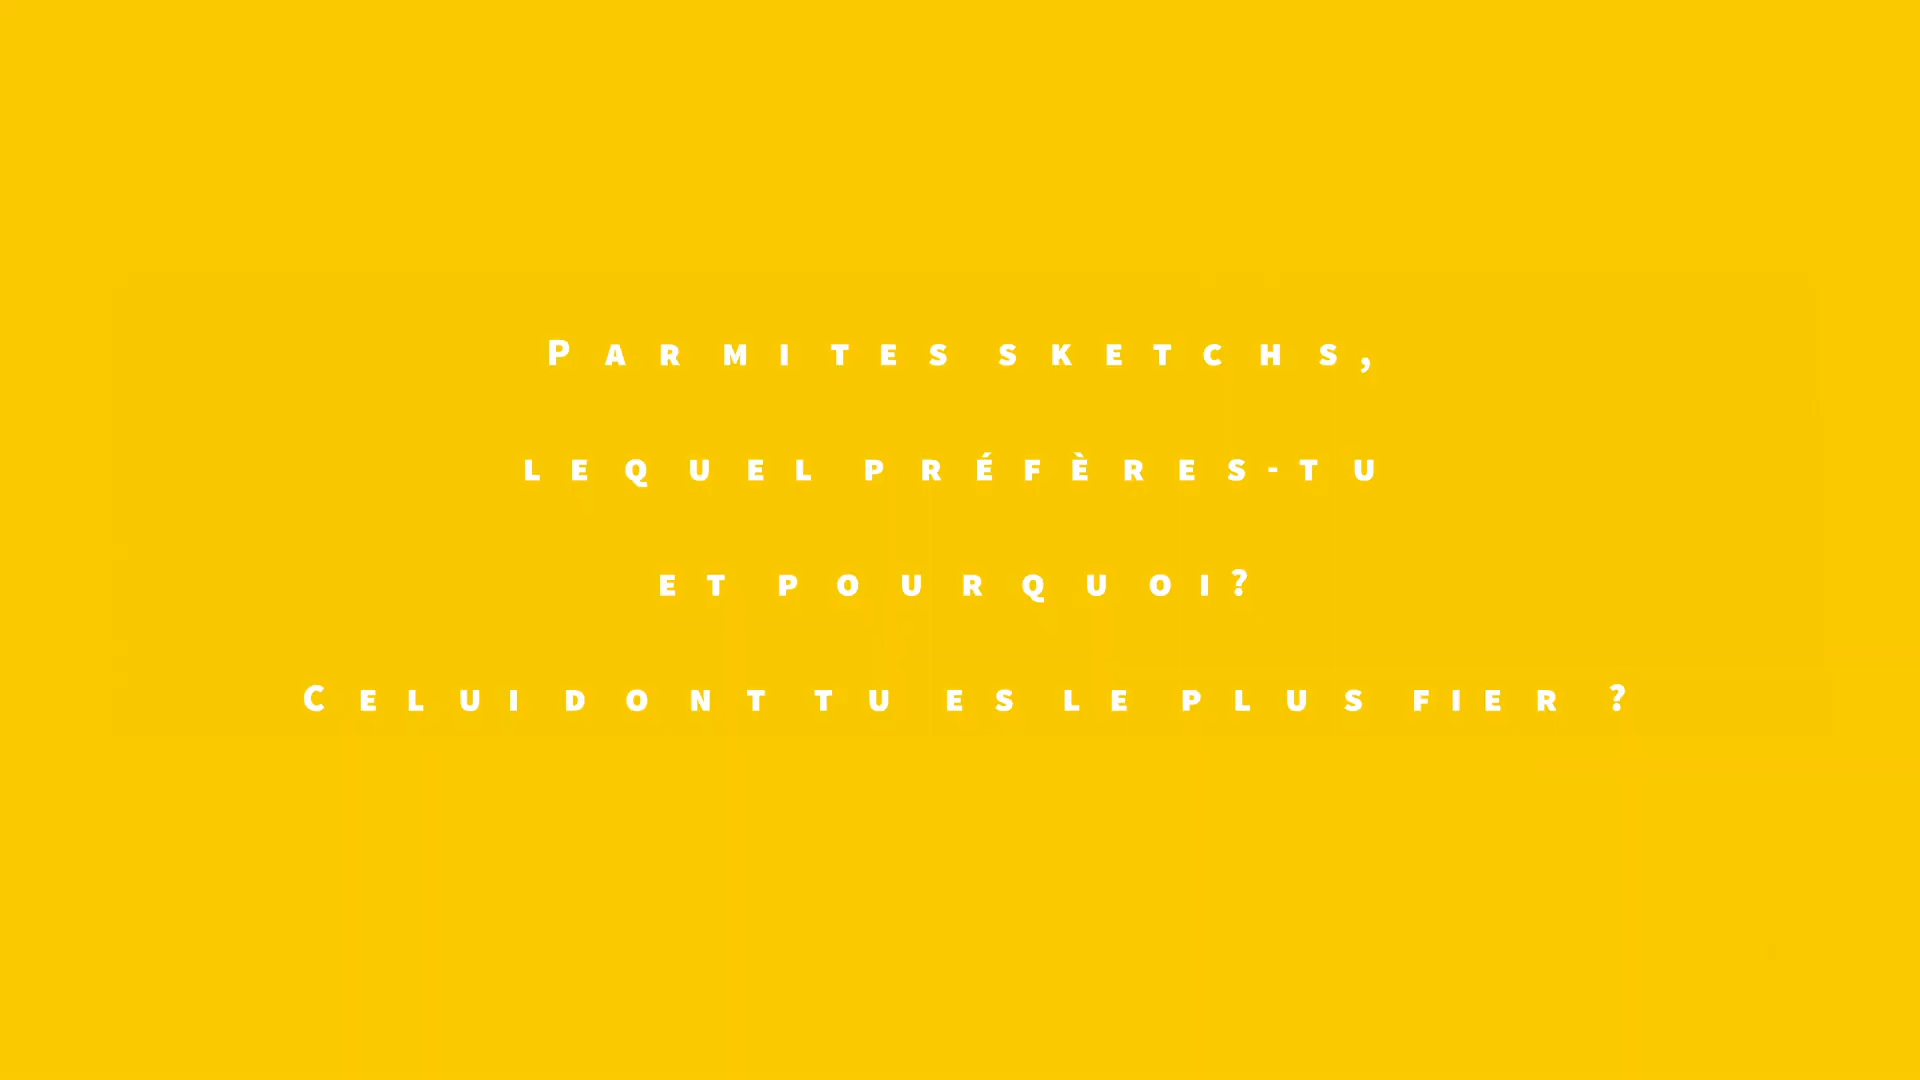 Parmi tes sketchs,
lequel préfères-tu
et pourquoi?
Celui dont tu es le plus fier ?